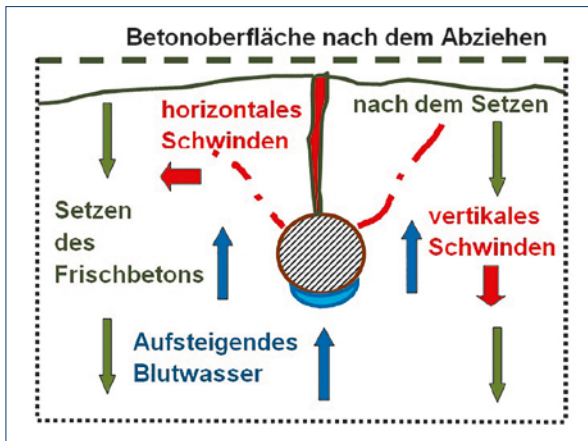 Betonoberfläche nach dem Abziehen
horizontales
Schwinden
nach dem Setzen
Setzen
des
Frischbetons
vertikales
Schwinden
Aufsteigendes
Blutwasser